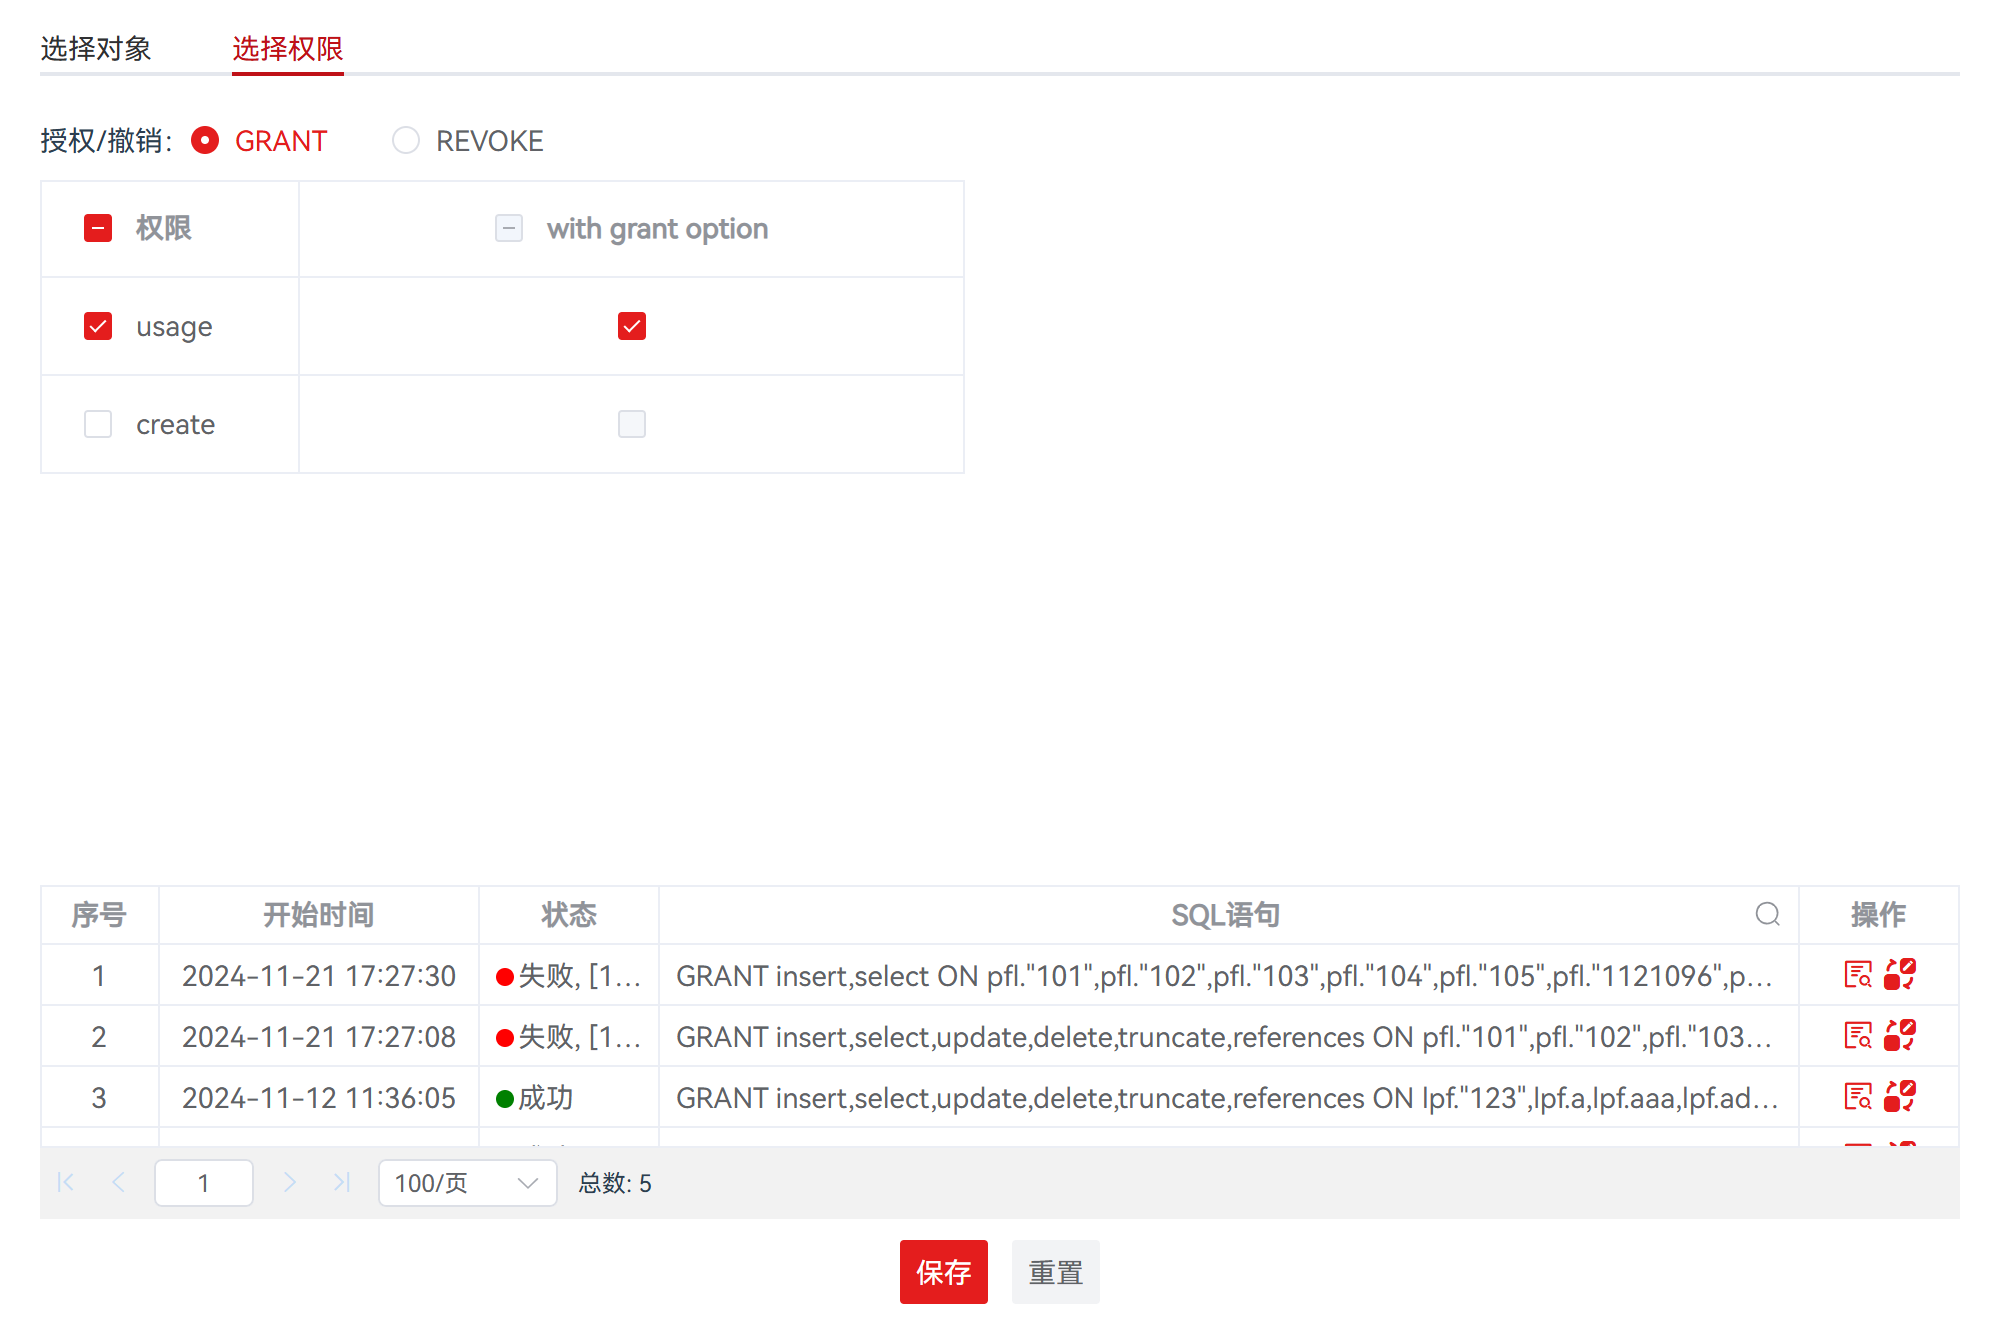 选择对象 选择权限
授权/撤销: GRANT REVOKE
权限 with grant option
usage
create
序号 开始时间 状态 SQL语句 操作
1 2024-11-21 17:27:30 失败, [1... GRANT insert,select ON pfl."101",pfl."102",pfl."103",pfl."104",pfl."105",pfl."1121096",p...
2 2024-11-21 17:27:08 失败, [1... GRANT insert,select,update,delete,truncate,references ON pfl."101",pfl."102",pfl."103...
3 2024-11-12 11:36:05 成功 GRANT insert,select,update,delete,truncate,references ON lpf."123",lpf.a,lpf.aaa,lpf.ad...
1 100/页 总数: 5
保存 重置